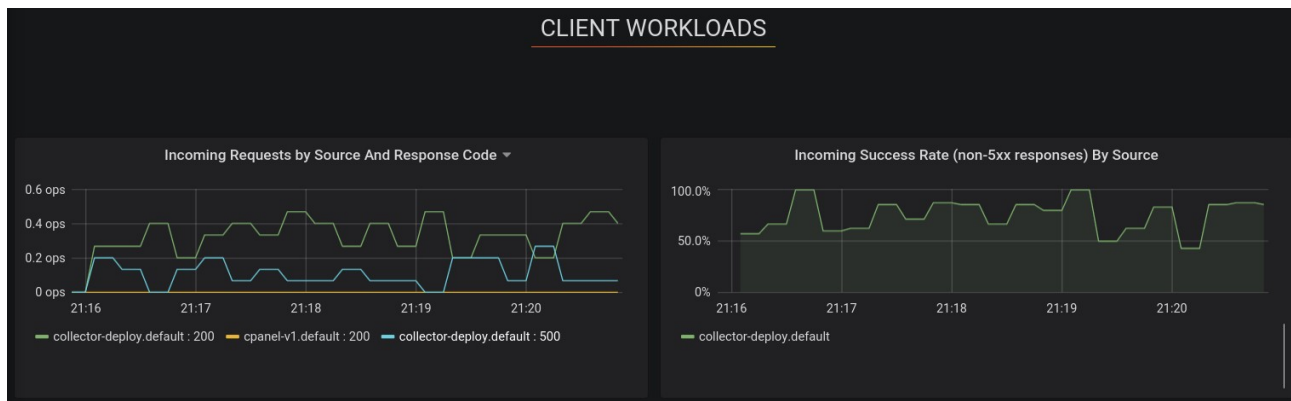 CLIENT WORKLOADS
Incoming Requests by Source And Response Code
0.6 ops
0.4 ops
0.2 ops
0 ops
21:16 21:17 21:18 21:19 21:20
collector-deploy.default : 200 cpanel-v1.default : 200 collector-deploy.default : 500
Incoming Success Rate (non-5xx responses) By Source
100.0%
50.0%
0%
21:16 21:17 21:18 21:19 21:20
collector-deploy.default